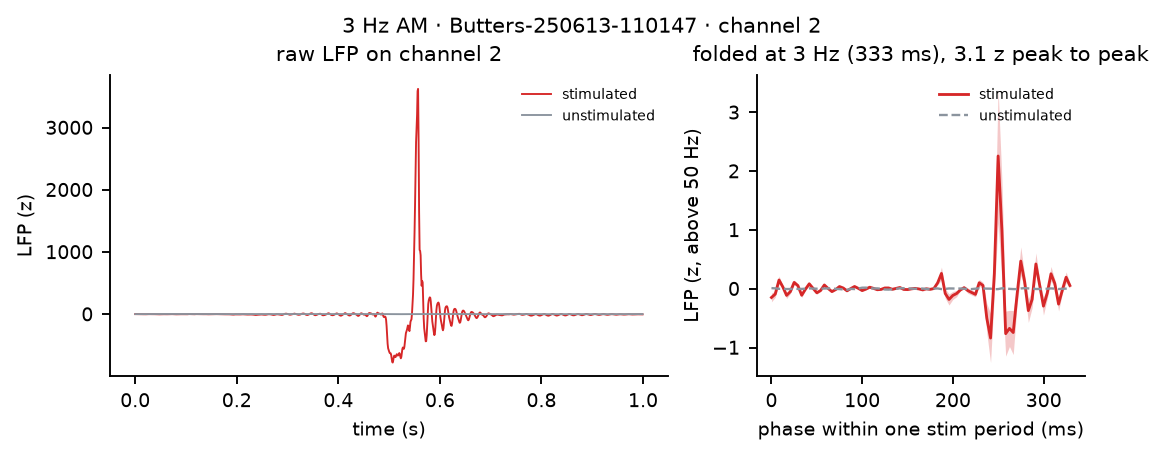 3 Hz AM · Butters-250613-110147 · channel 2
raw LFP on channel 2
LFP (z)
3000
2000
1000
0
0.0 0.2 0.4 0.6 0.8 1.0
time (s)
stimulated
unstimulated
folded at 3 Hz (333 ms), 3.1 z peak to peak
LFP (z, above 50 Hz)
3
2
1
0
−1
0 100 200 300
phase within one stim period (ms)
stimulated
unstimulated